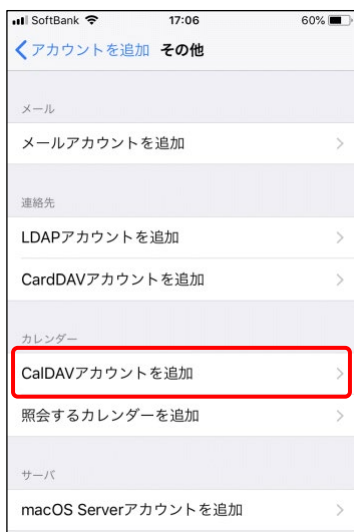 SoftBank 17:06 60%
アカウントを追加 その他
メール
メールアカウントを追加
連絡先
LDAPアカウントを追加
CardDAVアカウントを追加
カレンダー
CalDAVアカウントを追加
照会するカレンダーを追加
サーバ
macOS Serverアカウントを追加